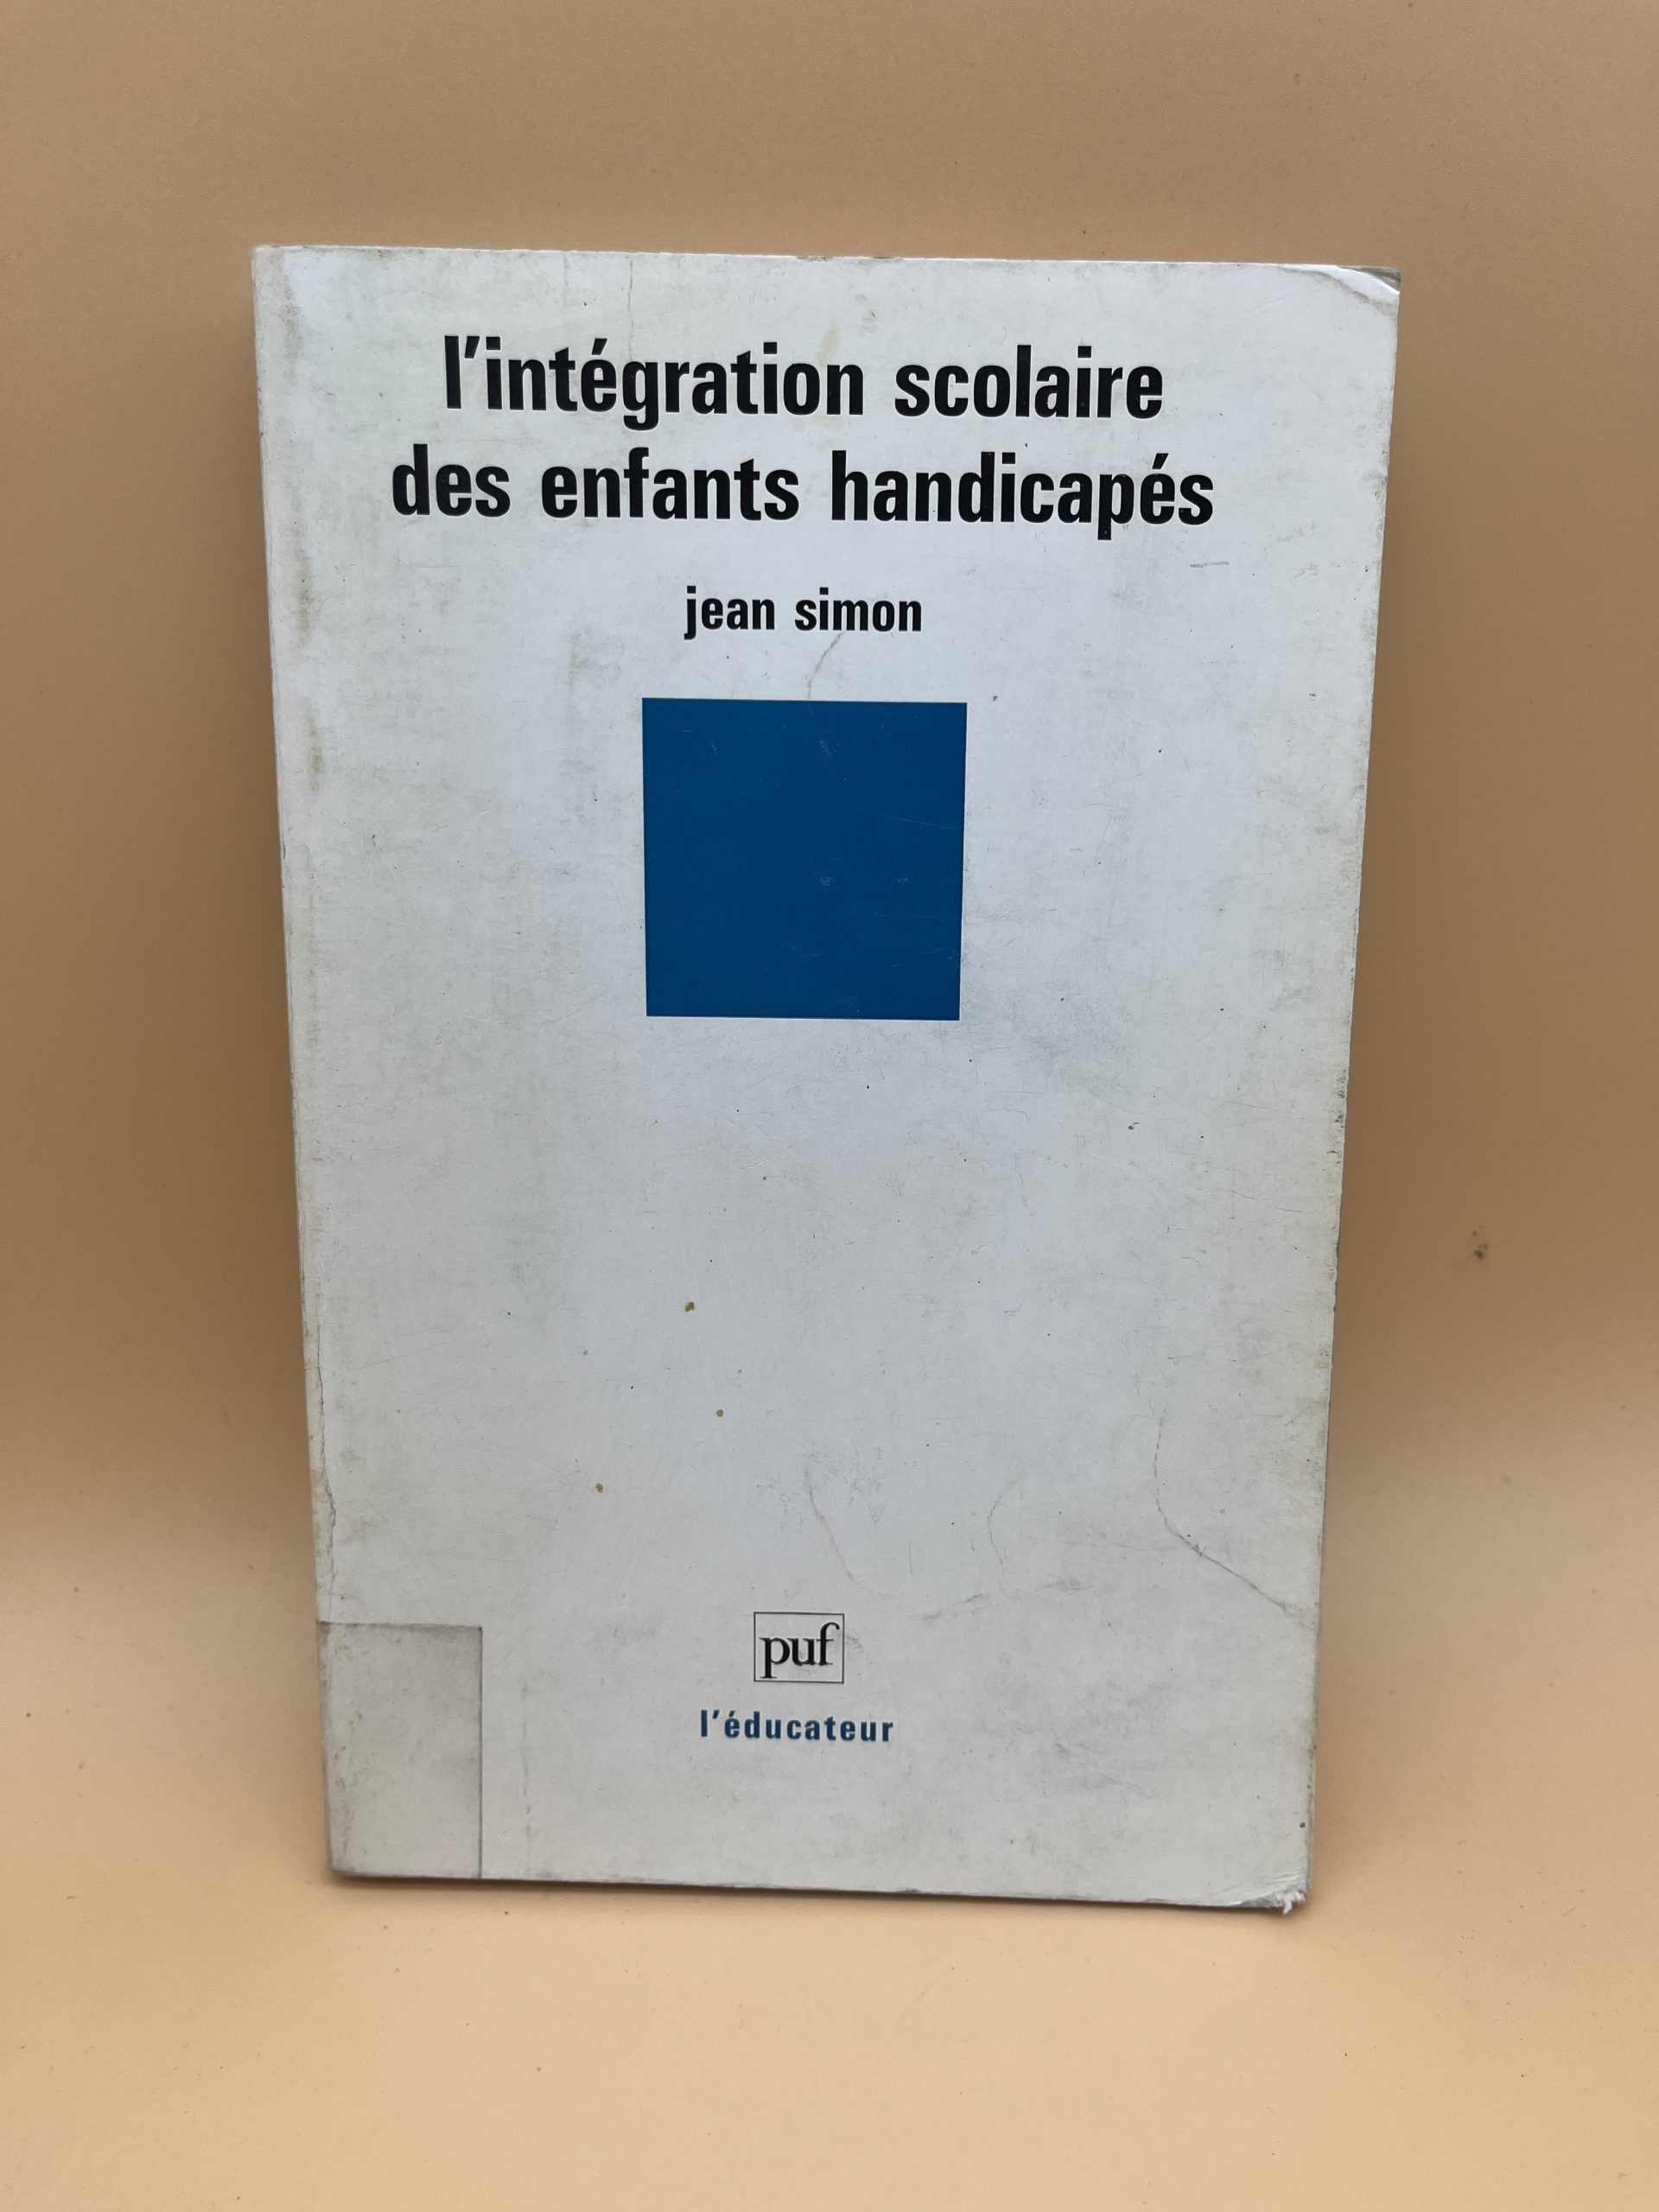 l'intégration scolaire
des enfants handicapés
jean simon
puf
l'éducateur